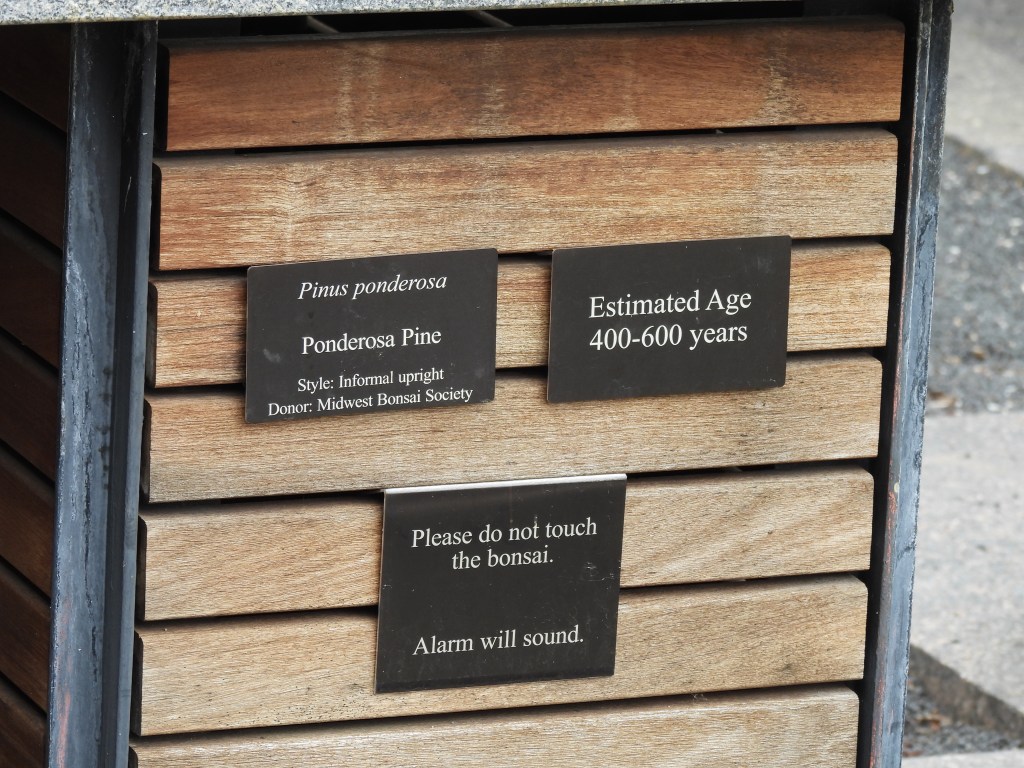 Pinus ponderosa
Ponderosa Pine
Style: Informal upright
Donor: Midwest Bonsai Society
Estimated Age
400-600 years
Please do not touch
the bonsai.
Alarm will sound.